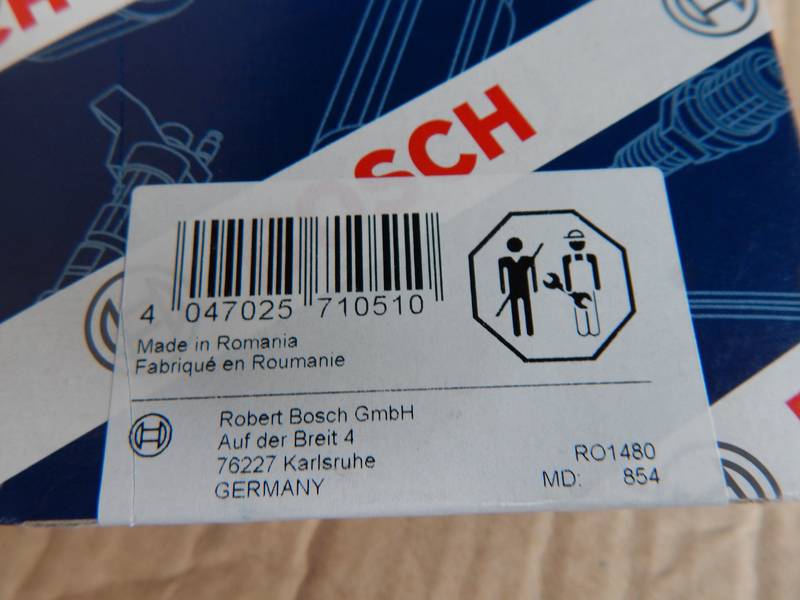 BOSCH
4 047025 710510
Made in Romania
Fabriqué en Roumanie
Robert Bosch GmbH
Auf der Breit 4
76227 Karlsruhe
GERMANY
RO1480
MD: 854